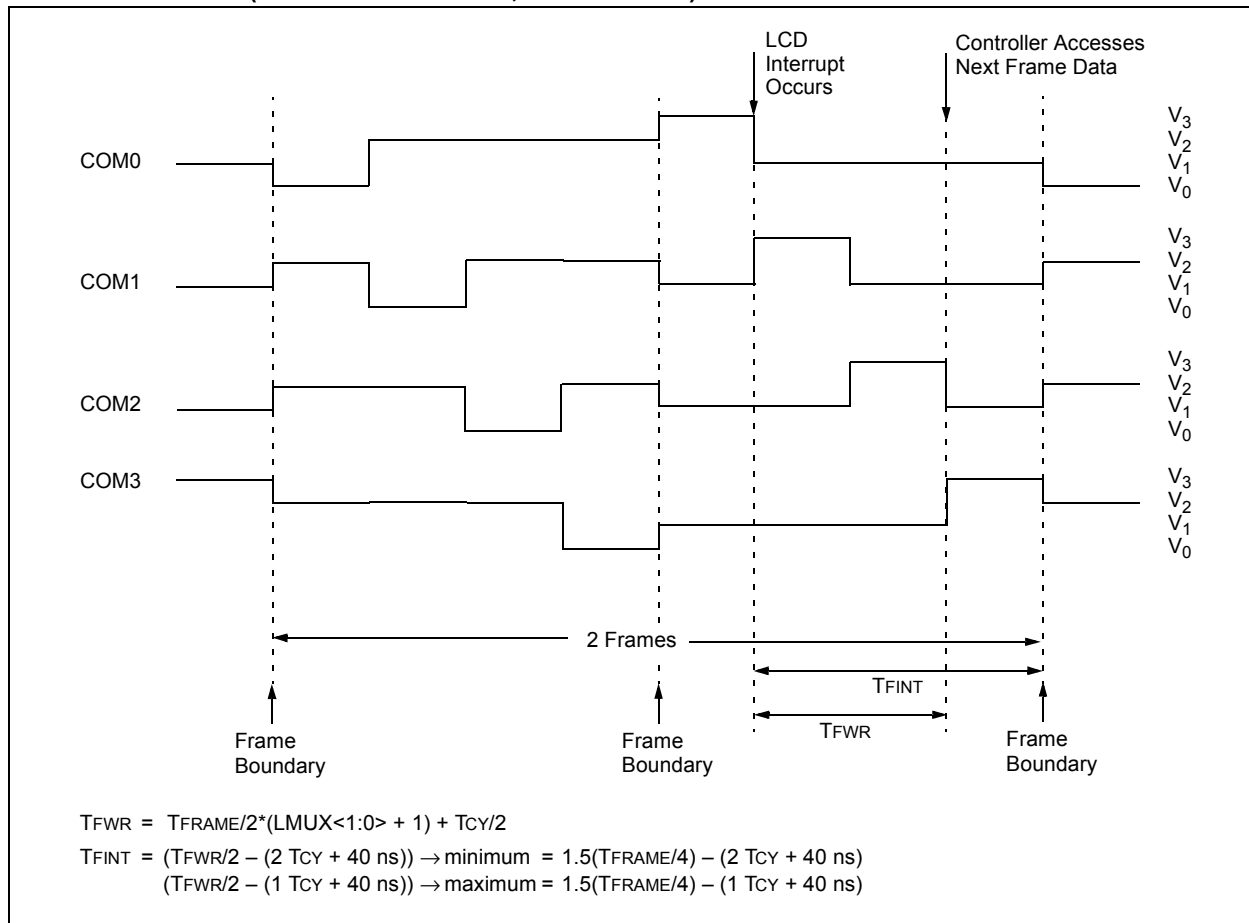 LCD
Interrupt
Occurs
Controller Accesses
Next Frame Data
COM0
V3
V2
V1
V0
COM1
V3
V2
V1
V0
COM2
V3
V2
V1
V0
COM3
V3
V2
V1
V0
2 Frames
TFINT
TFWR
Frame
Boundary
Frame
Boundary
Frame
Boundary
TFWR = TFRAME/2*(LMUX<1:0> + 1) + TCY/2
TFINT = (TFWR/2 – (2 TCY + 40 ns)) → minimum = 1.5(TFRAME/4) – (2 TCY + 40 ns)
(TFWR/2 – (1 TCY + 40 ns)) → maximum = 1.5(TFRAME/4) – (1 TCY + 40 ns)